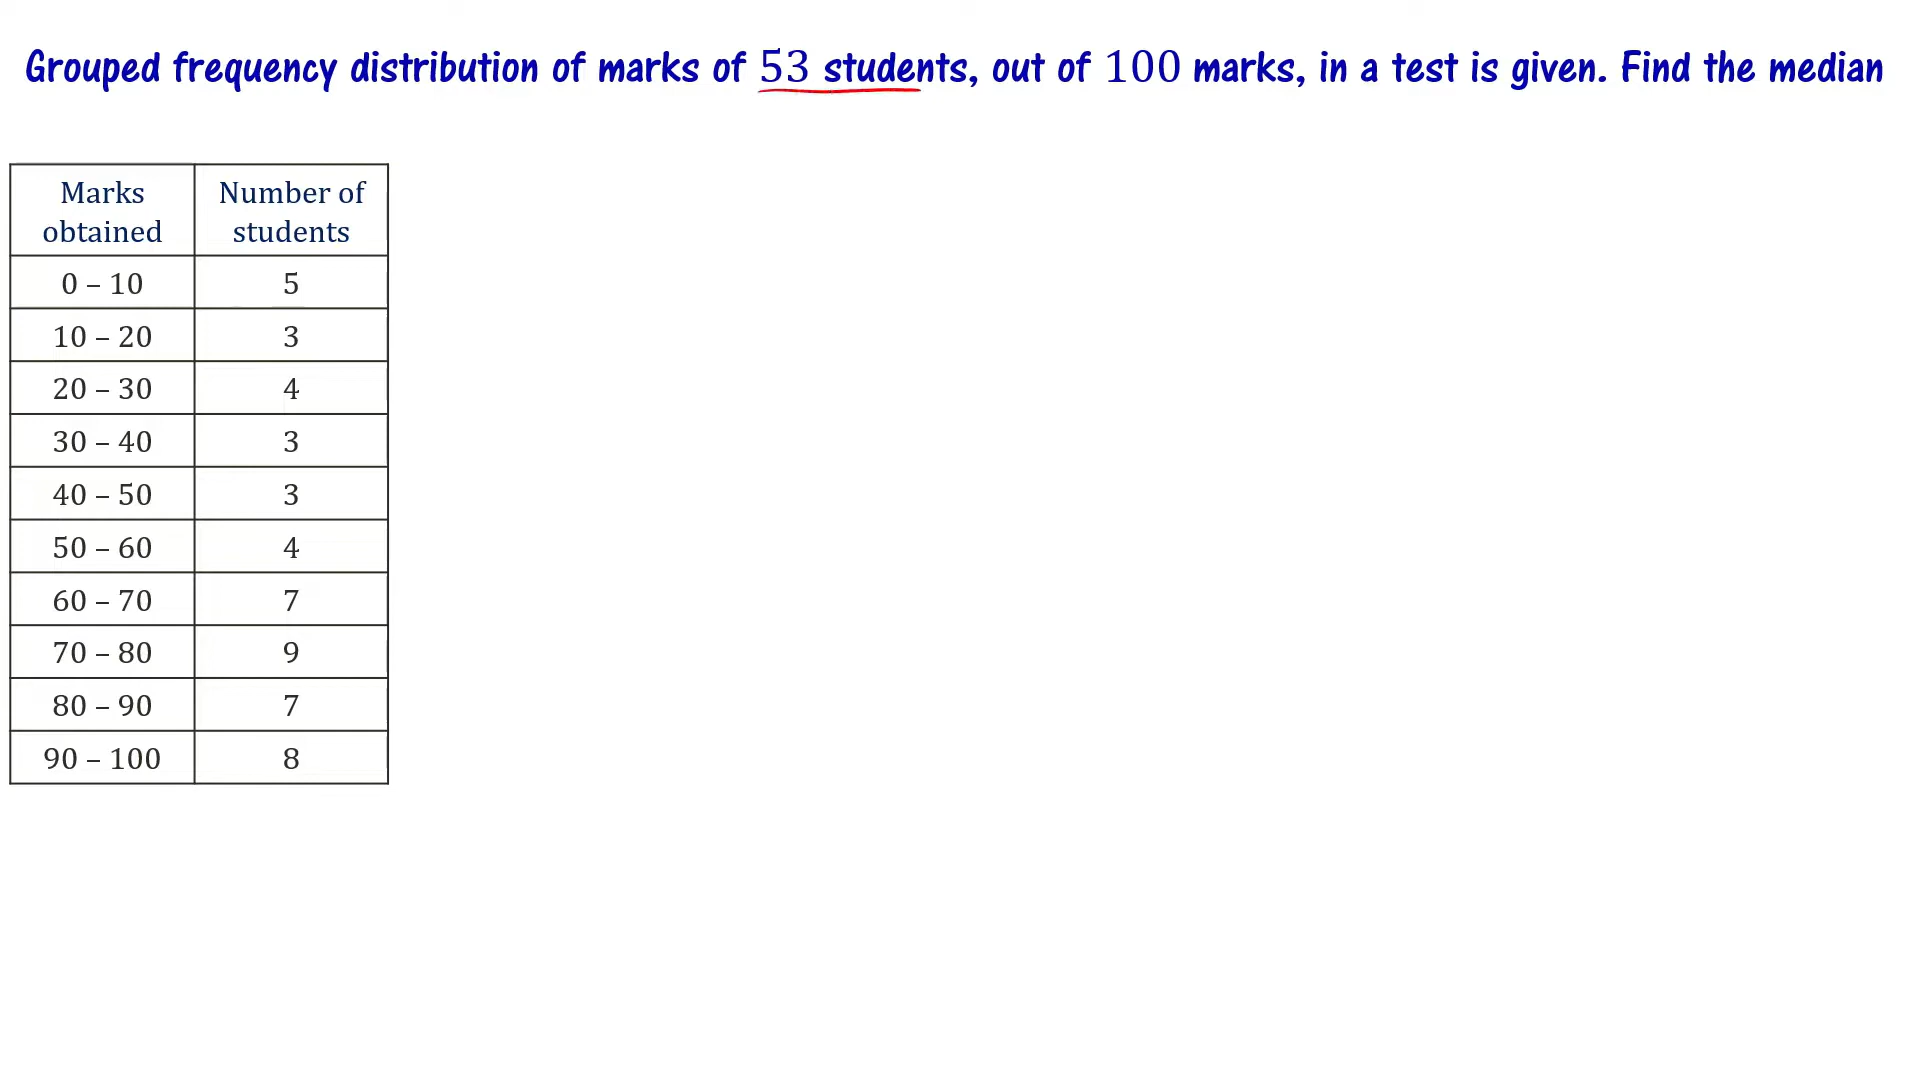 Grouped frequency distribution of marks of 53 students, out of 100 marks, in a test is given. Find the median
Marks obtained Number of students
0 – 10 5
10 – 20 3
20 – 30 4
30 – 40 3
40 – 50 3
50 – 60 4
60 – 70 7
70 – 80 9
80 – 90 7
90 – 100 8